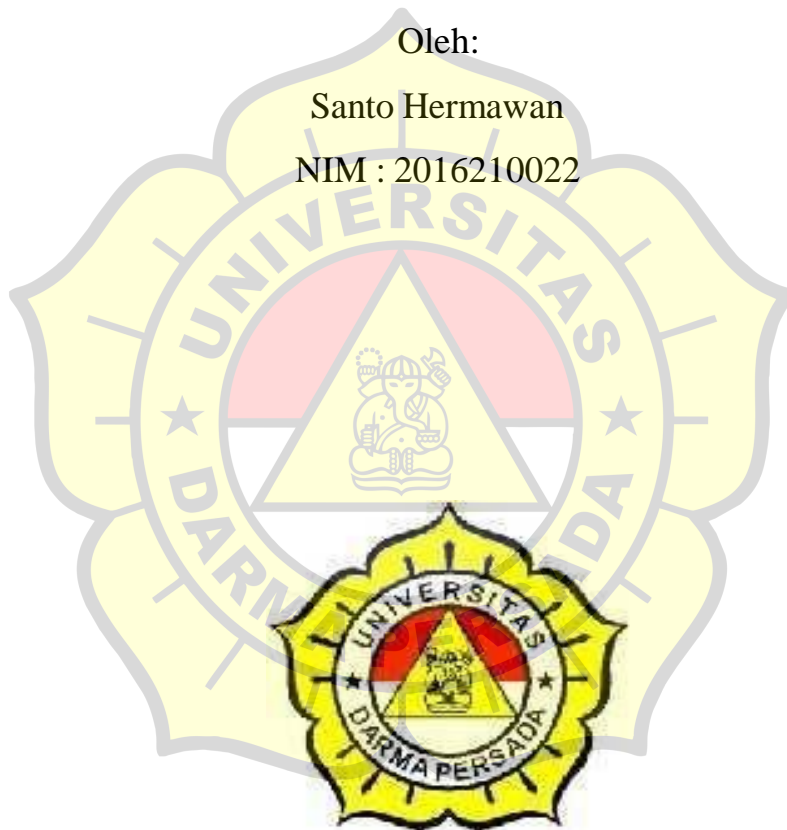 Oleh:
Santo Hermawan
NIM : 2016210022
UNIVERSITAS
DARMA PERSADA
UNIVERSITAS
DARMA PERSADA